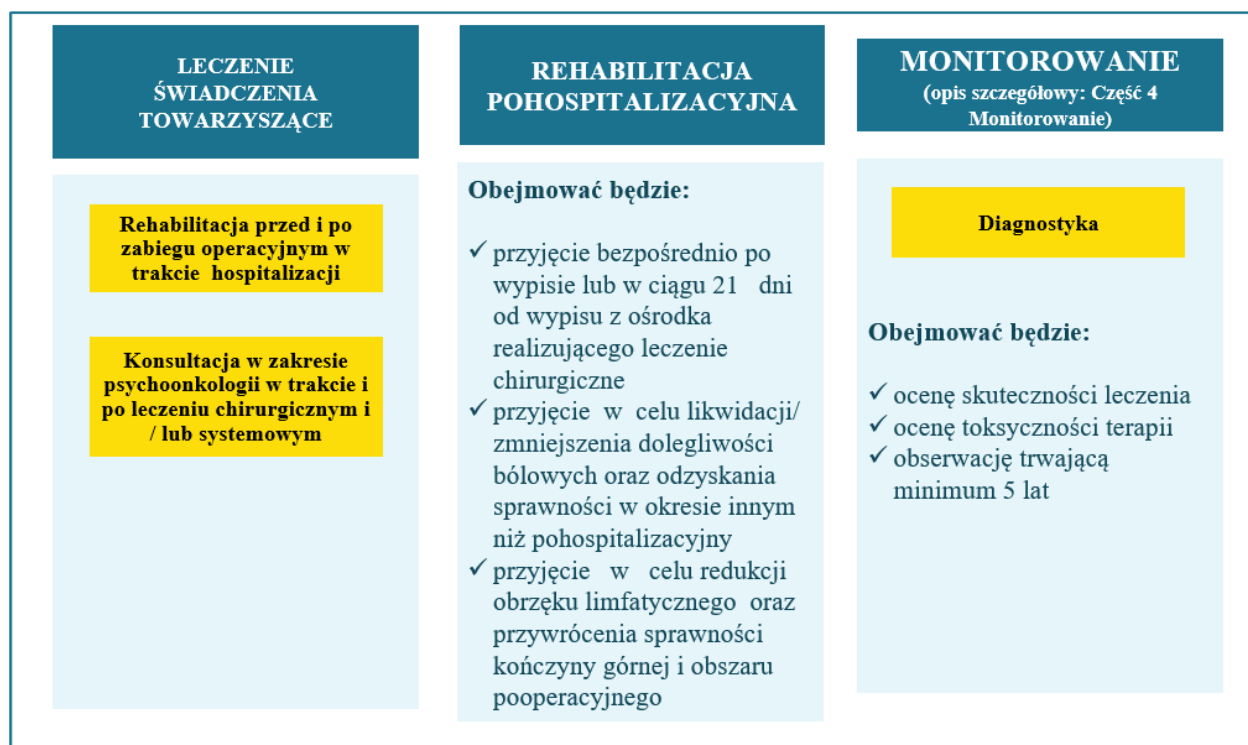 LECZENIE
ŚWIADCZENIA
TOWARZYSZĄCE
Rehabilitacja przed i po
zabiegu operacyjnym w
trakcie hospitalizacji
Konsultacja w zakresie
psychoonkologii w trakcie i
po leczeniu chirurgicznym i
/ lub systemowym
REHABILITACJA
POHOSPITALIZACYJNA
Obejmować będzie:
✓ przyjęcie bezpośrednio po
wypisie lub w ciągu 21 dni
od wypisu z ośrodka
realizującego leczenie
chirurgiczne
✓ przyjęcie w celu likwidacji/
zmniejszenia dolegliwości
bólowych oraz odzyskania
sprawności w okresie innym
niż pohospitalizacyjny
✓ przyjęcie w celu redukcji
obrzęku limfatycznego oraz
przywrócenia sprawności
kończyny górnej i obszaru
pooperacyjnego
MONITOROWANIE
(opis szczegółowy: Część 4
Monitorowanie)
Diagnostyka
Obejmować będzie:
✓ ocenę skuteczności leczenia
✓ ocenę toksyczności terapii
✓ obserwację trwającą
minimum 5 lat